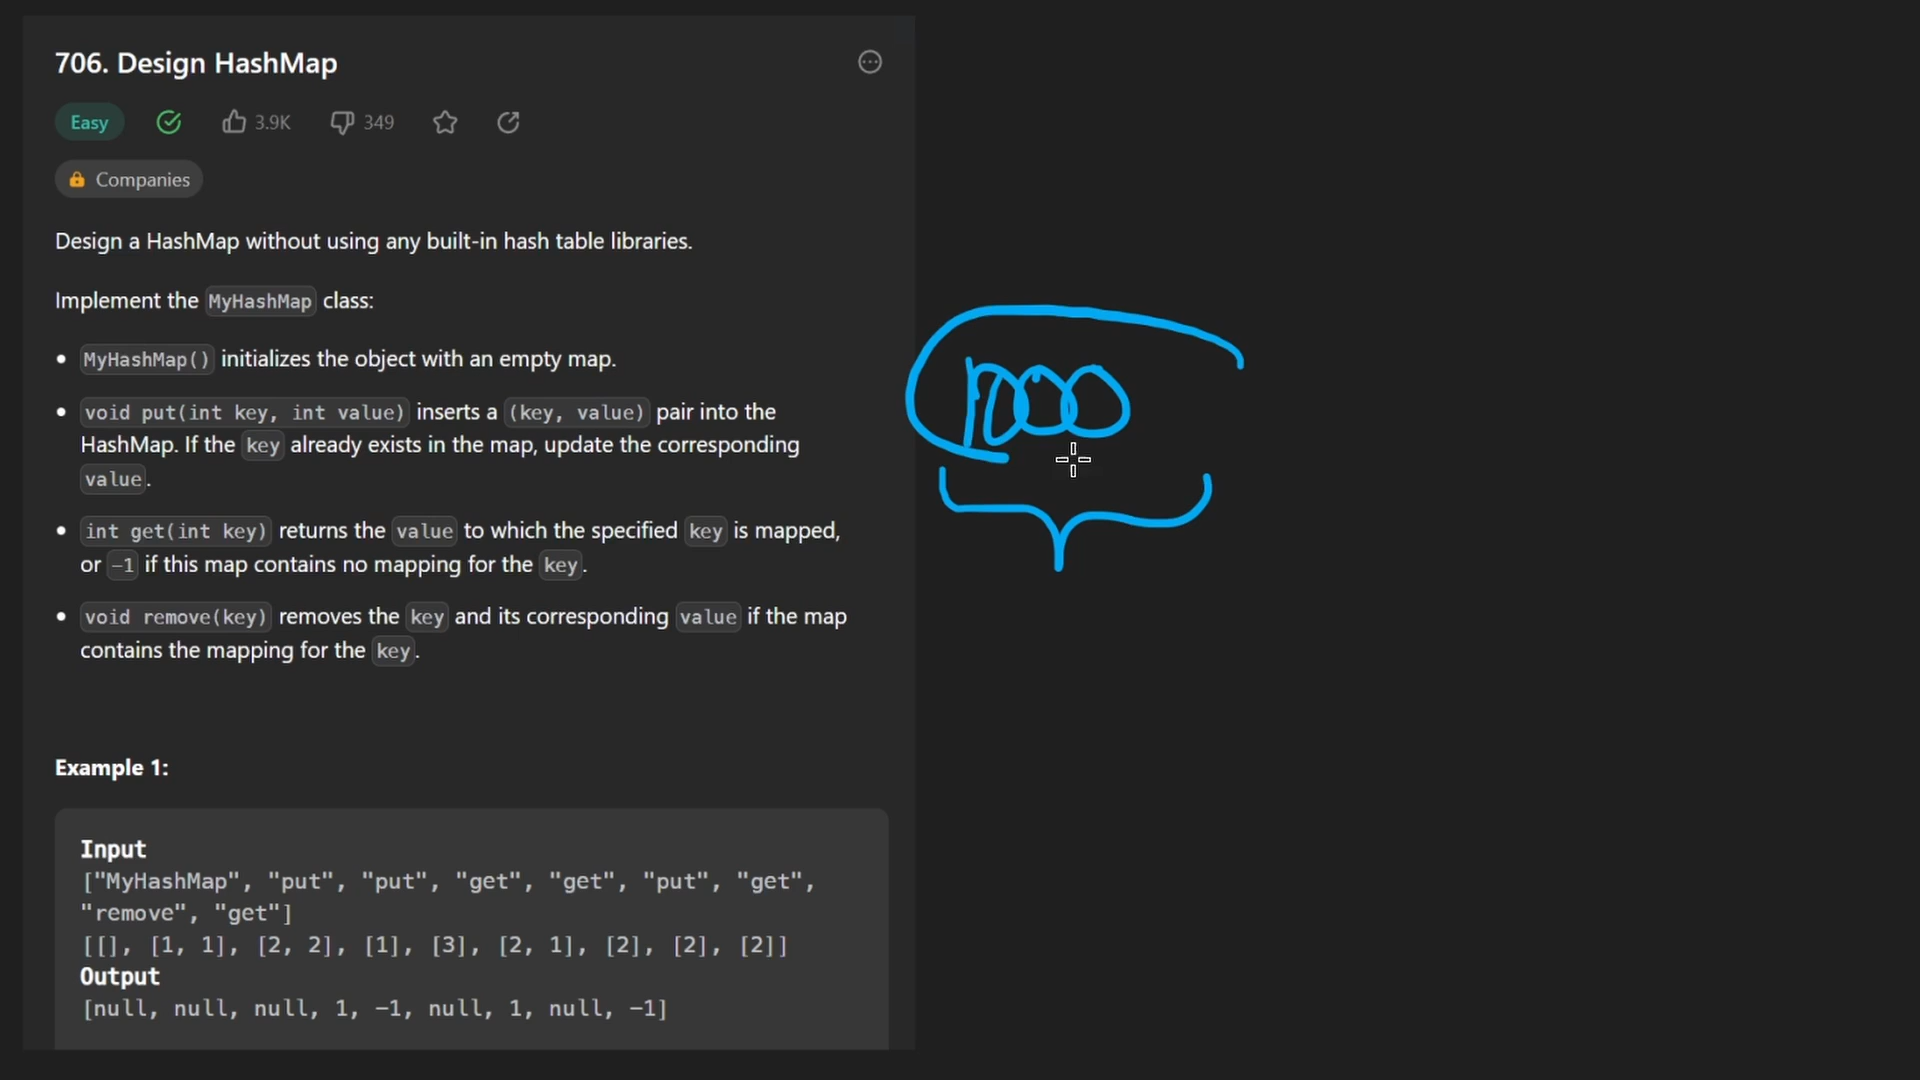 706. Design HashMap
Easy 3.9K 349
Companies
Design a HashMap without using any built-in hash table libraries.
Implement the MyHashMap class:
• MyHashMap() initializes the object with an empty map.
• void put(int key, int value) inserts a (key, value) pair into the
HashMap. If the key already exists in the map, update the corresponding
value.
• int get(int key) returns the value to which the specified key is mapped,
or -1 if this map contains no mapping for the key.
• void remove(key) removes the key and its corresponding value if the map
contains the mapping for the key.
Example 1:
Input
["MyHashMap", "put", "put", "get", "get", "put", "get",
"remove", "get"]
[[], [1, 1], [2, 2], [1], [3], [2, 1], [2], [2], [2]]
Output
[null, null, null, 1, -1, null, 1, null, -1]
1000